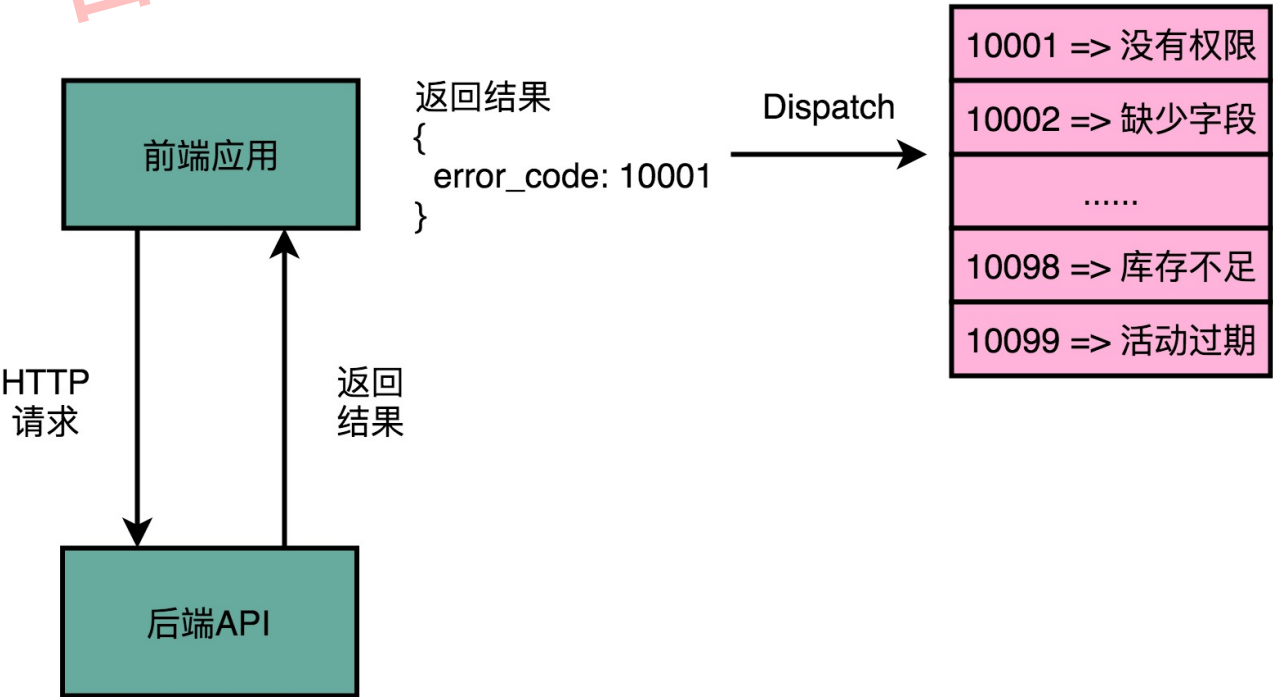 前端应用
返回结果
{
error_code: 10001
}
Dispatch
10001 => 没有权限
10002 => 缺少字段
......
10098 => 库存不足
10099 => 活动过期
HTTP
请求
返回
结果
后端API